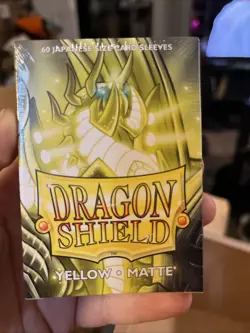 60 JAPANESE SIZE CARD SLEEVES
DRAGON
SHIELD
YELLOW • MATTE